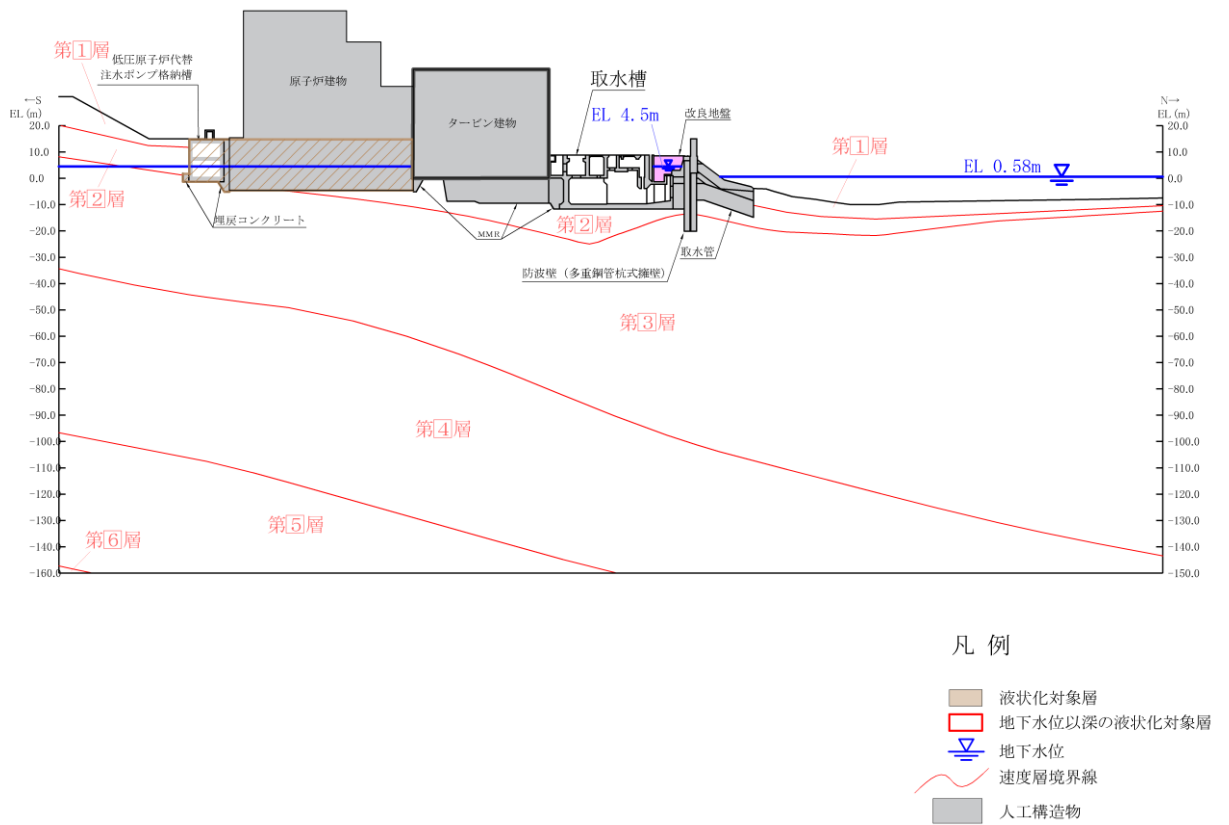 第1層
低圧原子炉代替
注水ポンプ格納槽
原子炉建物
タービン建物
取水槽
EL 4.5m
改良地盤
第1層
EL 0.58m
←S
EL(m)
N→
EL(m)
20.0
10.0
0.0
-10.0
-20.0
-30.0
-40.0
-50.0
-60.0
-70.0
-80.0
-90.0
-100.0
-110.0
-120.0
-130.0
-140.0
-160.0
20.0
10.0
0.0
-10.0
-20.0
-30.0
-40.0
-50.0
-60.0
-70.0
-80.0
-90.0
-100.0
-110.0
-120.0
-130.0
-140.0
-150.0
第2層
埋戻コンクリート
MMR
第2層
取水管
防波壁（多重鋼管杭式擁壁）
第3層
第4層
第5層
第6層
凡 例
液状化対象層
地下水位以深の液状化対象層
地下水位
速度層境界線
人工構造物